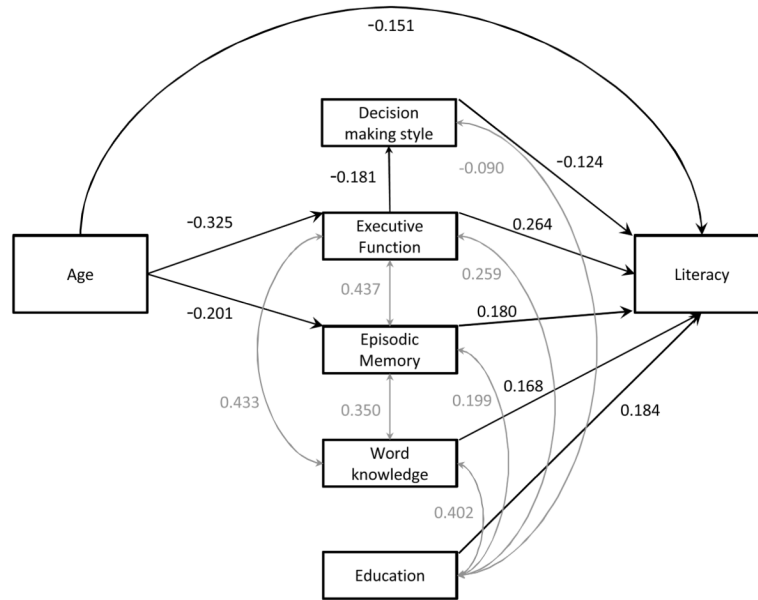 -0.151
Decision
making style
-0.090
-0.124
-0.181
-0.325
Executive
Function
0.264
Age
Literacy
0.437
0.259
-0.201
0.180
Episodic
Memory
0.433
0.350
0.199
0.168
0.184
Word
knowledge
0.402
Education